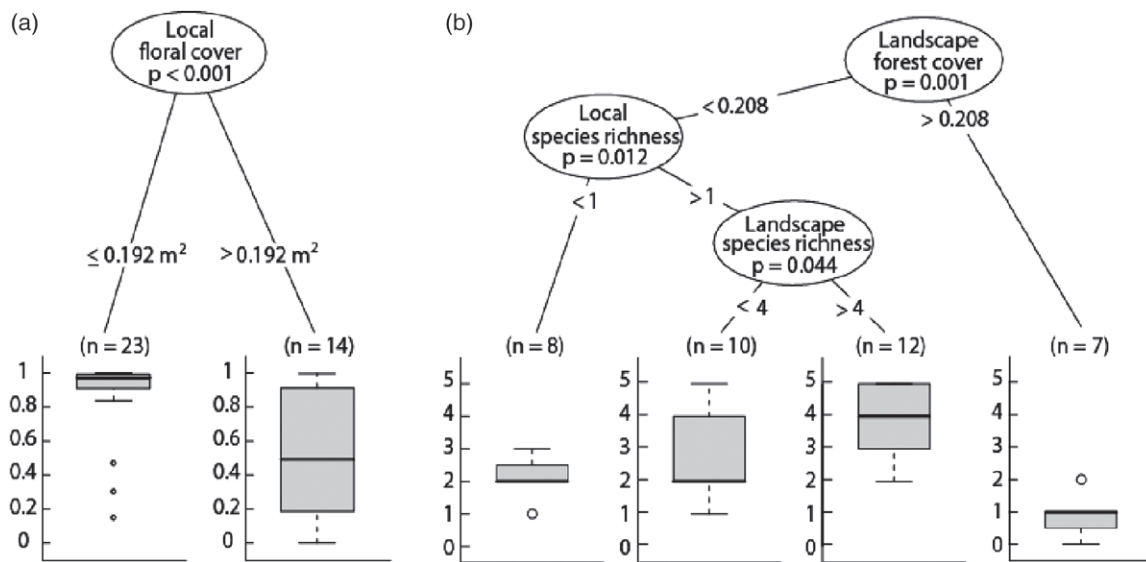 (a)
Local
floral cover
p < 0.001
≤ 0.192 m²
> 0.192 m²
(n = 23)
(n = 14)
1
0.8
0.6
0.4
0.2
0
1
0.8
0.6
0.4
0.2
0
(b)
Landscape
forest cover
p = 0.001
< 0.208
> 0.208
Local
species richness
p = 0.012
< 1
> 1
Landscape
species richness
p = 0.044
< 4
> 4
(n = 8)
(n = 10)
(n = 12)
(n = 7)
5
4
3
2
1
0
5
4
3
2
1
0
5
4
3
2
1
0
5
4
3
2
1
0